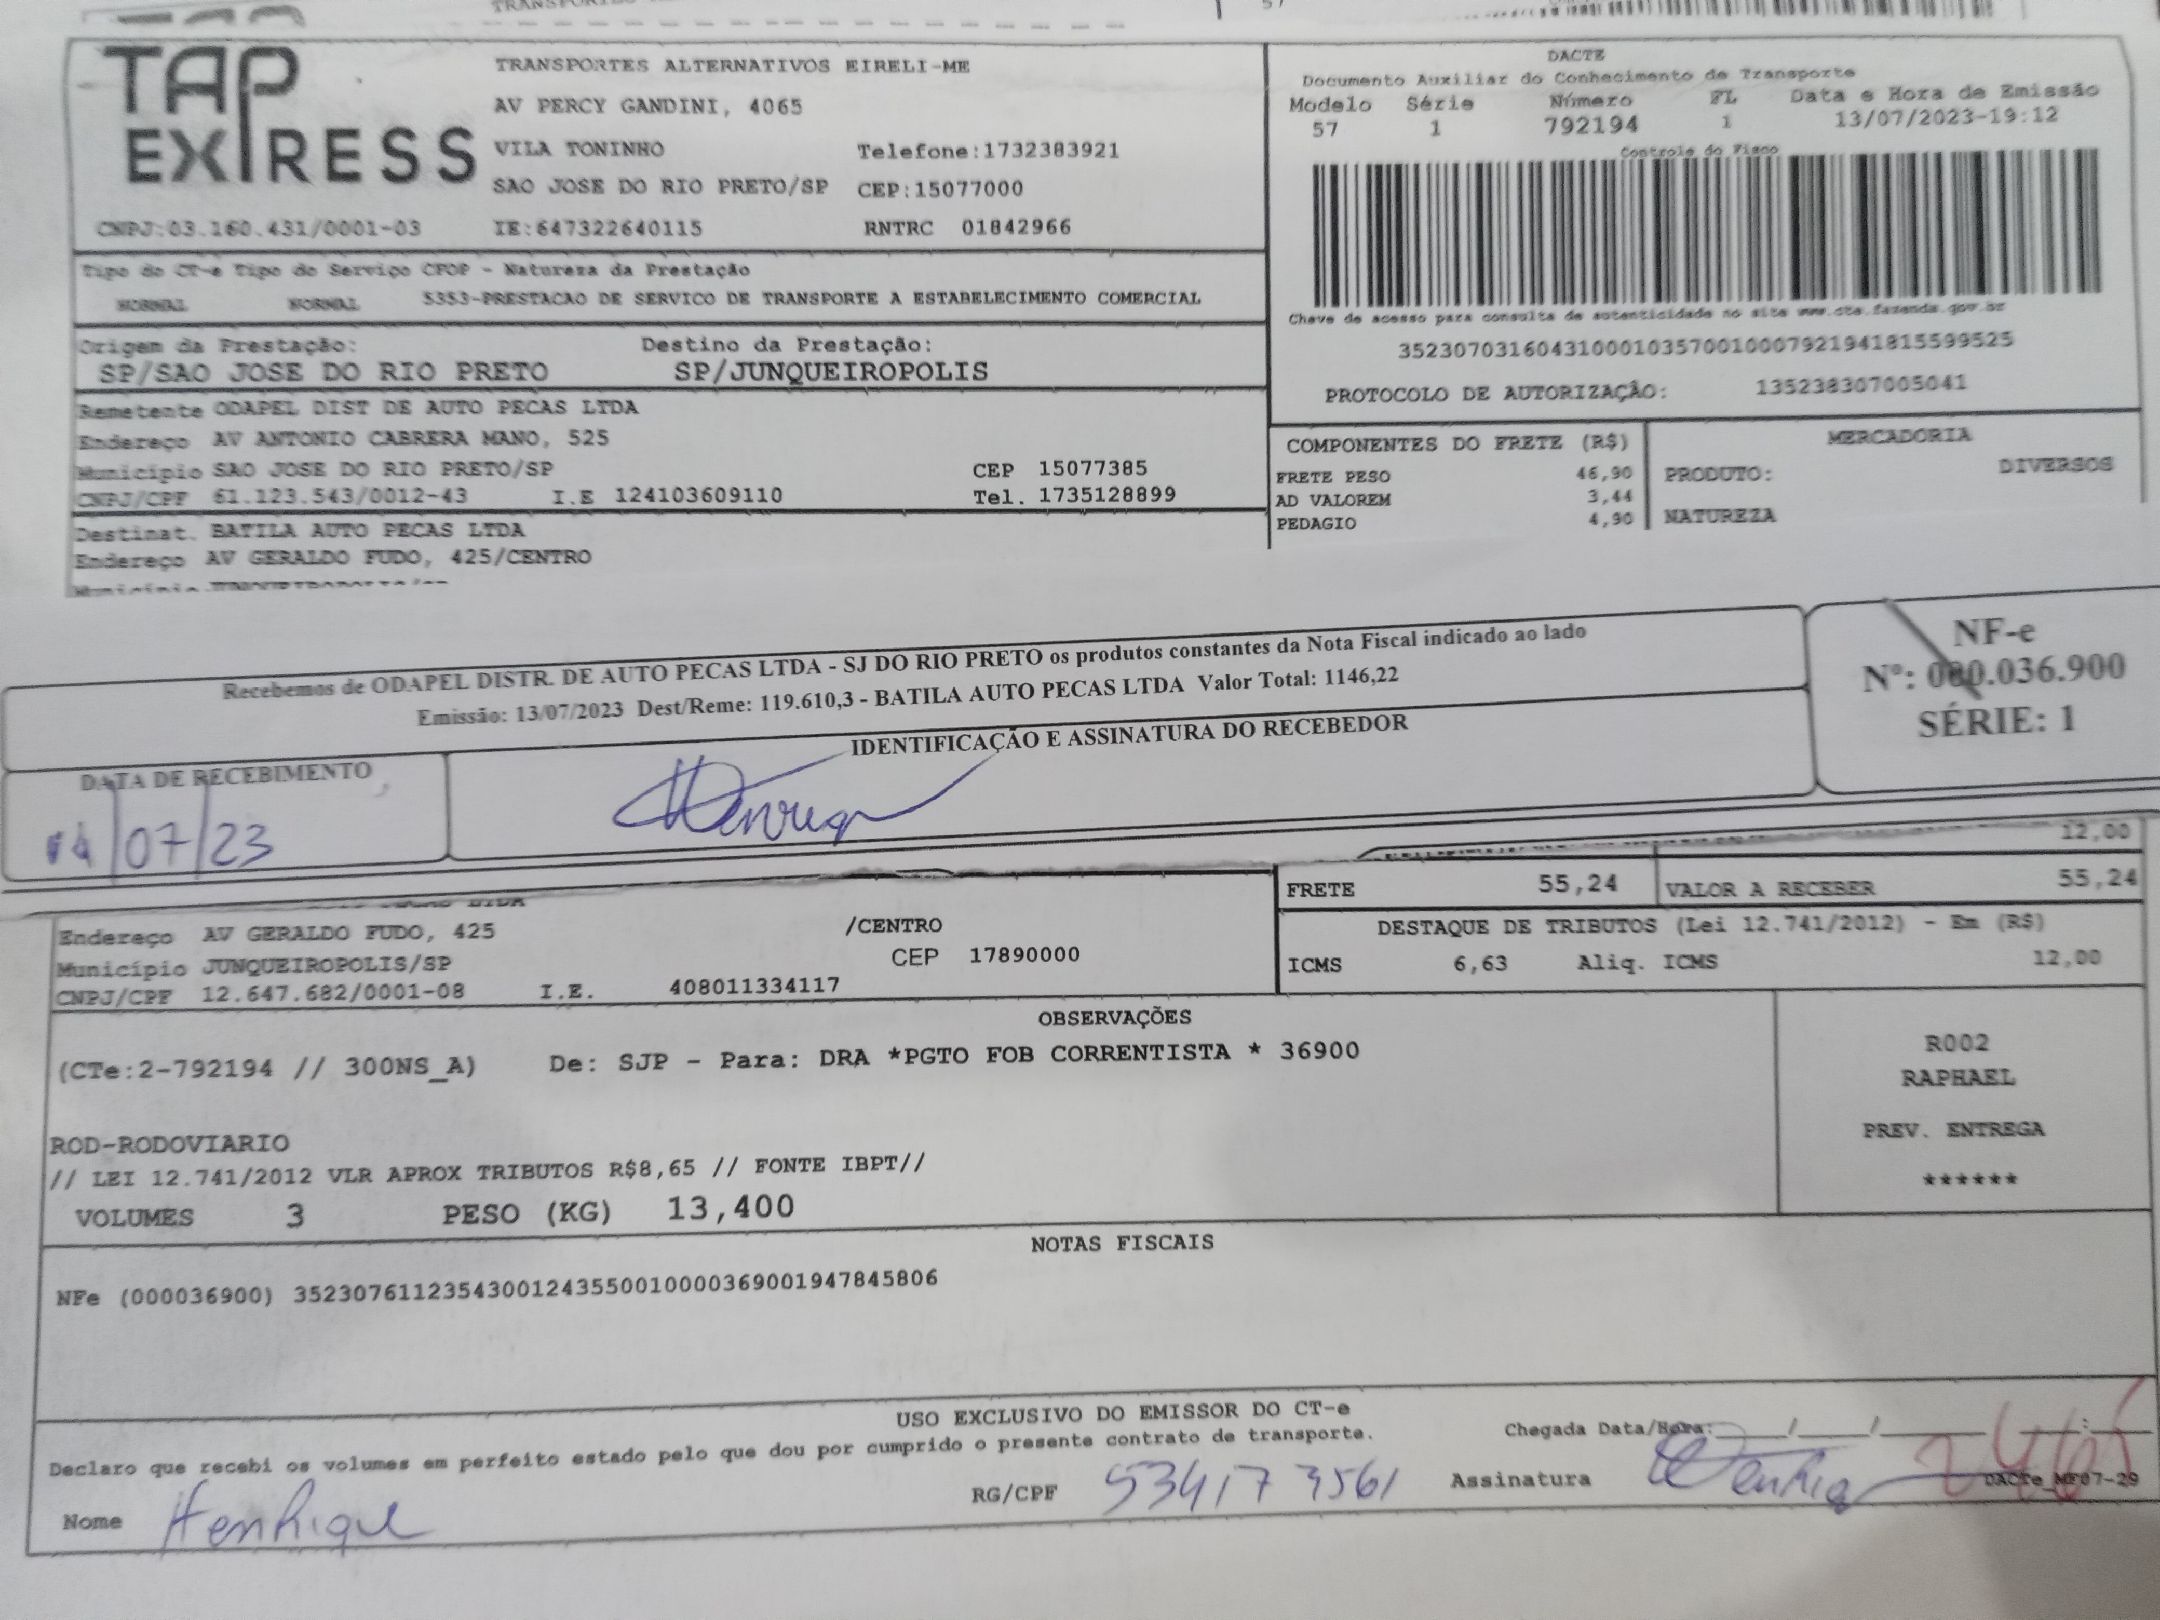 TAP EXPRESS
TRANSPORTES ALTERNATIVOS EIRELI-ME
AV PERCY GANDINI, 4065
VILA TONINHO Telefone:1732383921
SAO JOSE DO RIO PRETO/SP CEP:15077000
CNPJ:03.160.431/0001-03 IE:647322640115 RNTRC 01842966
DACTE
Documento Auxiliar do Conhecimento de Transporte
Modelo Série Número FL Data e Hora de Emissão
57 1 792194 1 13/07/2023-19:12
Controle do Fisco
Chave de acesso para consulta de autenticidade no site www.cte.fazenda.gov.br
35230703160431000103570010007921941815599525
PROTOCOLO DE AUTORIZAÇÃO: 135238307005041
Tipo do CT-e Tipo do Serviço CFOP - Natureza da Prestação
NORMAL NORMAL 5353-PRESTACAO DE SERVICO DE TRANSPORTE A ESTABELECIMENTO COMERCIAL
Origem da Prestação: Destino da Prestação:
SP/SAO JOSE DO RIO PRETO SP/JUNQUEIROPOLIS
Remetente ODAPEL DIST DE AUTO PECAS LTDA
Endereço AV ANTONIO CABRERA MANO, 525
Município SAO JOSE DO RIO PRETO/SP CEP 15077385
CNPJ/CPF 61.123.543/0012-43 I.E 124103609110 Tel. 1735128899
Destinat. BATILA AUTO PECAS LTDA
Endereço AV GERALDO FUDO, 425/CENTRO
COMPONENTES DO FRETE (R$)
FRETE PESO 46,90
AD VALOREM 3,44
PEDAGIO 4,90
MERCADORIA
PRODUTO: DIVERSOS
NATUREZA
Recebemos de ODAPEL DISTR. DE AUTO PECAS LTDA - SJ DO RIO PRETO os produtos constantes da Nota Fiscal indicado ao lado
Emissão: 13/07/2023 Dest/Reme: 119.610,3 - BATILA AUTO PECAS LTDA Valor Total: 1146,22
NF-e
Nº: 000.036.900
SÉRIE: 1
DATA DE RECEBIMENTO
14/07/23
IDENTIFICAÇÃO E ASSINATURA DO RECEBEDOR
12,00
FRETE 55,24 VALOR A RECEBER 55,24
DESTAQUE DE TRIBUTOS (Lei 12.741/2012) - Em (R$)
ICMS 6,63 Aliq. ICMS 12,00
Endereço AV GERALDO FUDO, 425 /CENTRO
Município JUNQUEIROPOLIS/SP CEP 17890000
CNPJ/CPF 12.647.682/0001-08 I.E. 408011334117
OBSERVAÇÕES
(CTe:2-792194 // 300NS_A) De: SJP - Para: DRA *PGTO FOB CORRENTISTA * 36900
R002
RAPHAEL
PREV. ENTREGA
******
ROD-RODOVIARIO
// LEI 12.741/2012 VLR APROX TRIBUTOS R$8,65 // FONTE IBPT//
VOLUMES 3 PESO (KG) 13,400
NOTAS FISCAIS
NFe (000036900) 35230761123543001243550010000369001947845806
USO EXCLUSIVO DO EMISSOR DO CT-e
Declaro que recebi os volumes em perfeito estado pelo que dou por cumprido o presente contrato de transporte.
Chegada Data/Hora: ____/____/______ ___:___
Nome Henrique RG/CPF Assinatura Henriq
DACTe_MF07-29